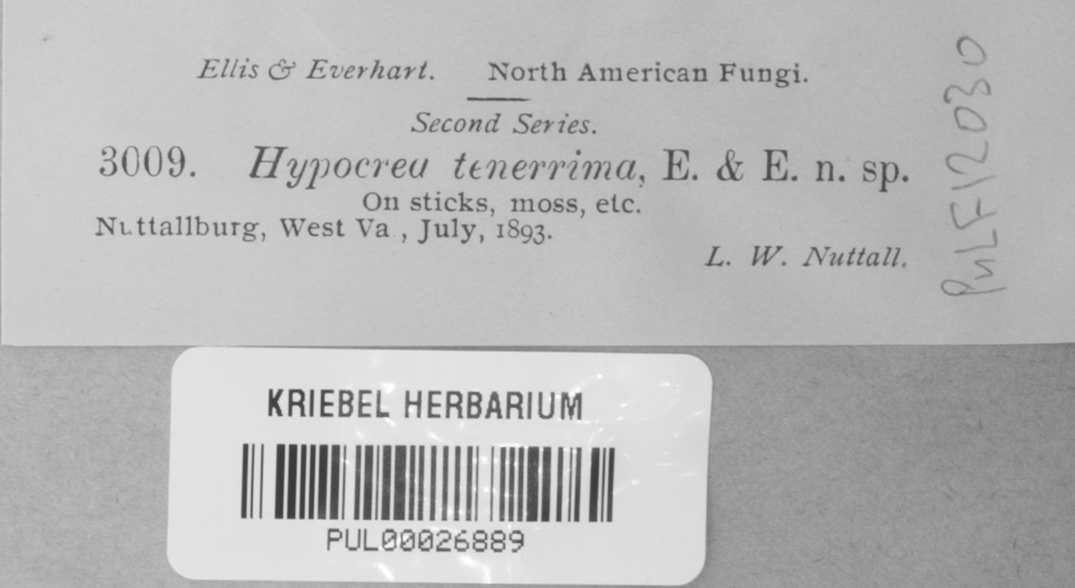 Ellis & Everhart. North American Fungi.
Second Series.
3009. Hypocrea tenerrima, E. & E. n. sp.
On sticks, moss, etc.
Nuttallburg, West Va , July, 1893.
L. W. Nuttall.
PULF12030
KRIEBEL HERBARIUM
PUL00026889